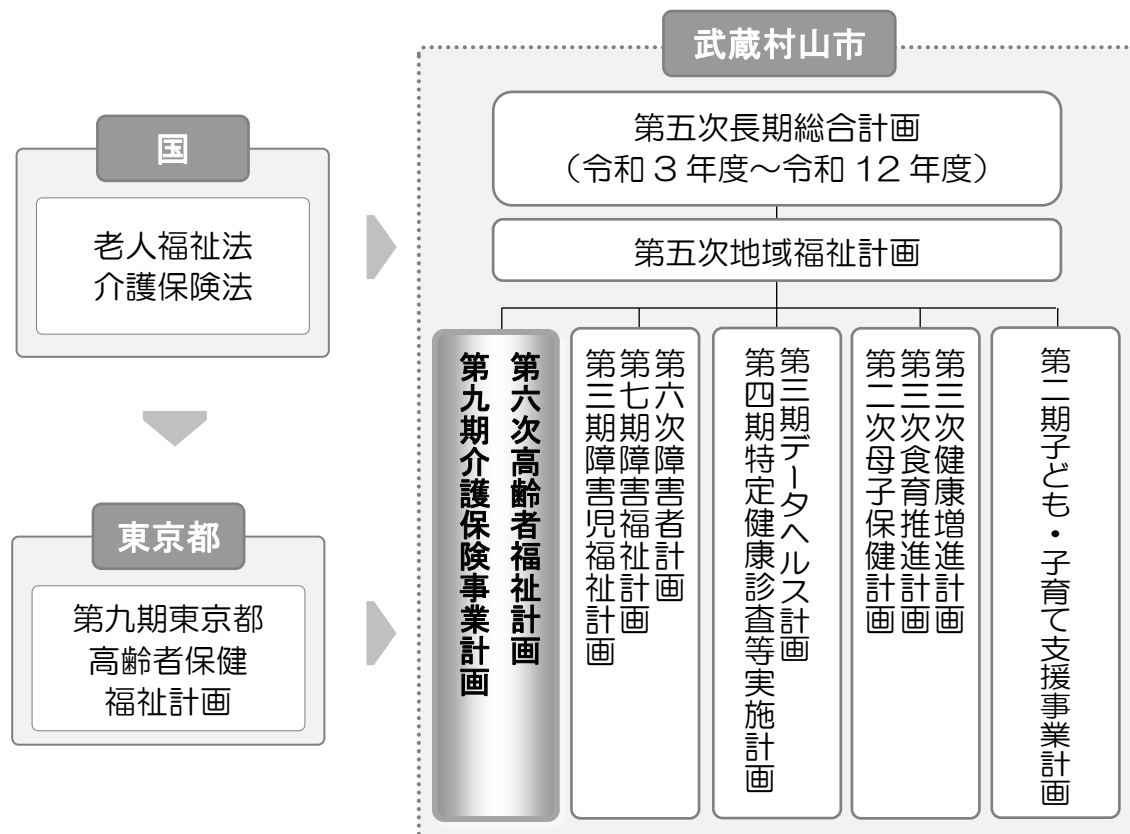 武蔵村山市
第五次長期総合計画
（令和３年度～令和 12 年度）
第五次地域福祉計画
国
老人福祉法
介護保険法
東京都
第九期東京都
高齢者保健
福祉計画
第六次高齢者福祉計画
第九期介護保険事業計画
第六次障害者計画
第七期障害福祉計画
第三期障害児福祉計画
第三期データヘルス計画
第四期特定健康診査等実施計画
第三次健康増進計画
第三次食育推進計画
第二次母子保健計画
第二期子ども・子育て支援事業計画